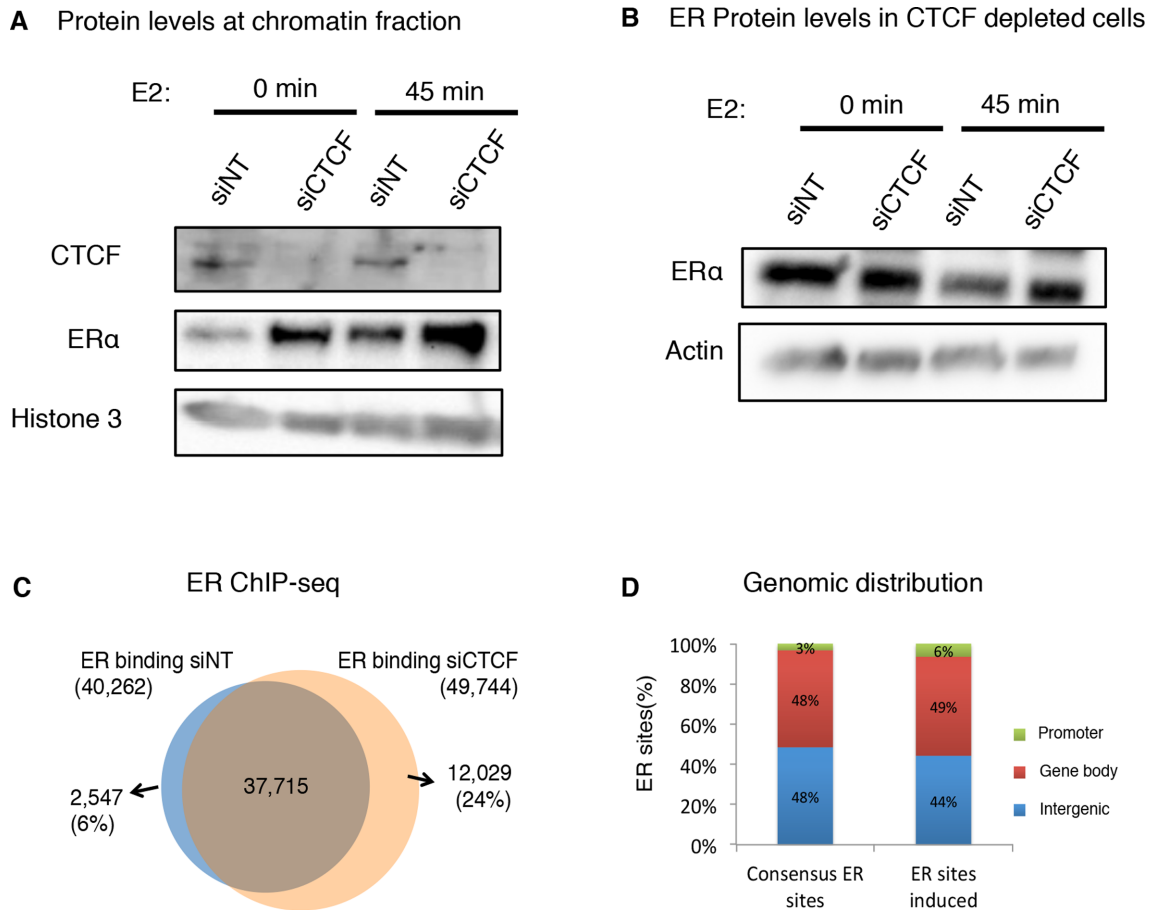 A Protein levels at chromatin fraction
E2: 0 min 45 min
siNT siCTCF siNT siCTCF
CTCF
ERα
Histone 3
B ER Protein levels in CTCF depleted cells
E2: 0 min 45 min
siNT siCTCF siNT siCTCF
ERα
Actin
C ER ChIP-seq
ER binding siNT
(40,262)
ER binding siCTCF
(49,744)
2,547
(6%)
37,715
12,029
(24%)
D Genomic distribution
ER sites(%)
100%
80%
60%
40%
20%
0%
3%
48%
48%
6%
49%
44%
Consensus ER
sites
ER sites
induced
Promoter
Gene body
Intergenic